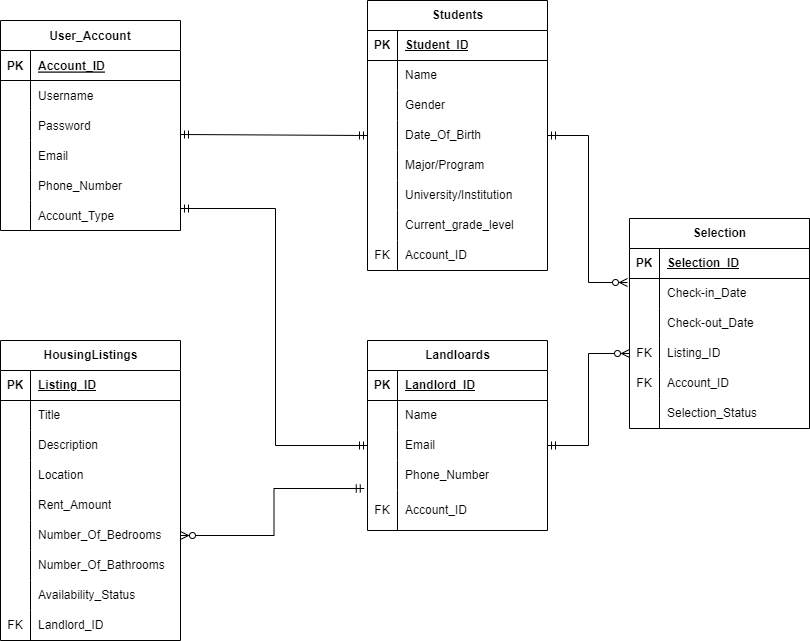 User_Account
PK Account_ID
Username
Password
Email
Phone_Number
Account_Type
Students
PK Student_ID
Name
Gender
Date_Of_Birth
Major/Program
University/Institution
Current_grade_level
FK Account_ID
Selection
PK Selection_ID
Check-in_Date
Check-out_Date
FK Listing_ID
FK Account_ID
Selection_Status
HousingListings
PK Listing_ID
Title
Description
Location
Rent_Amount
Number_Of_Bedrooms
Number_Of_Bathrooms
Availability_Status
FK Landlord_ID
Landloards
PK Landlord_ID
Name
Email
Phone_Number
FK Account_ID